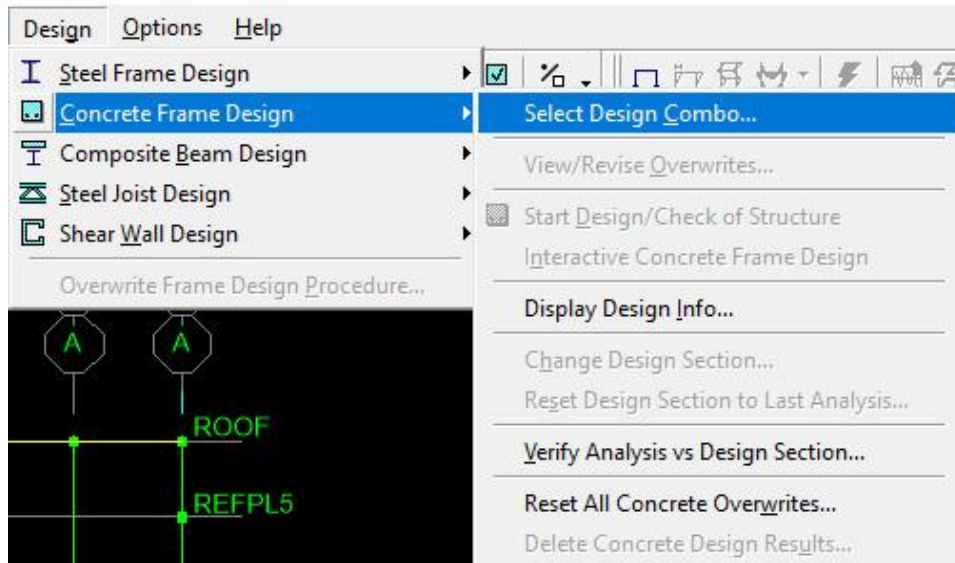 Design Options Help
Steel Frame Design
Concrete Frame Design
Composite Beam Design
Steel Joist Design
Shear Wall Design
Overwrite Frame Design Procedure...
Select Design Combo...
View/Revise Overwrites...
Start Design/Check of Structure
Interactive Concrete Frame Design
Display Design Info...
Change Design Section...
Reset Design Section to Last Analysis...
Verify Analysis vs Design Section...
Reset All Concrete Overwrites...
Delete Concrete Design Results...
A A
ROOF
REFPL5